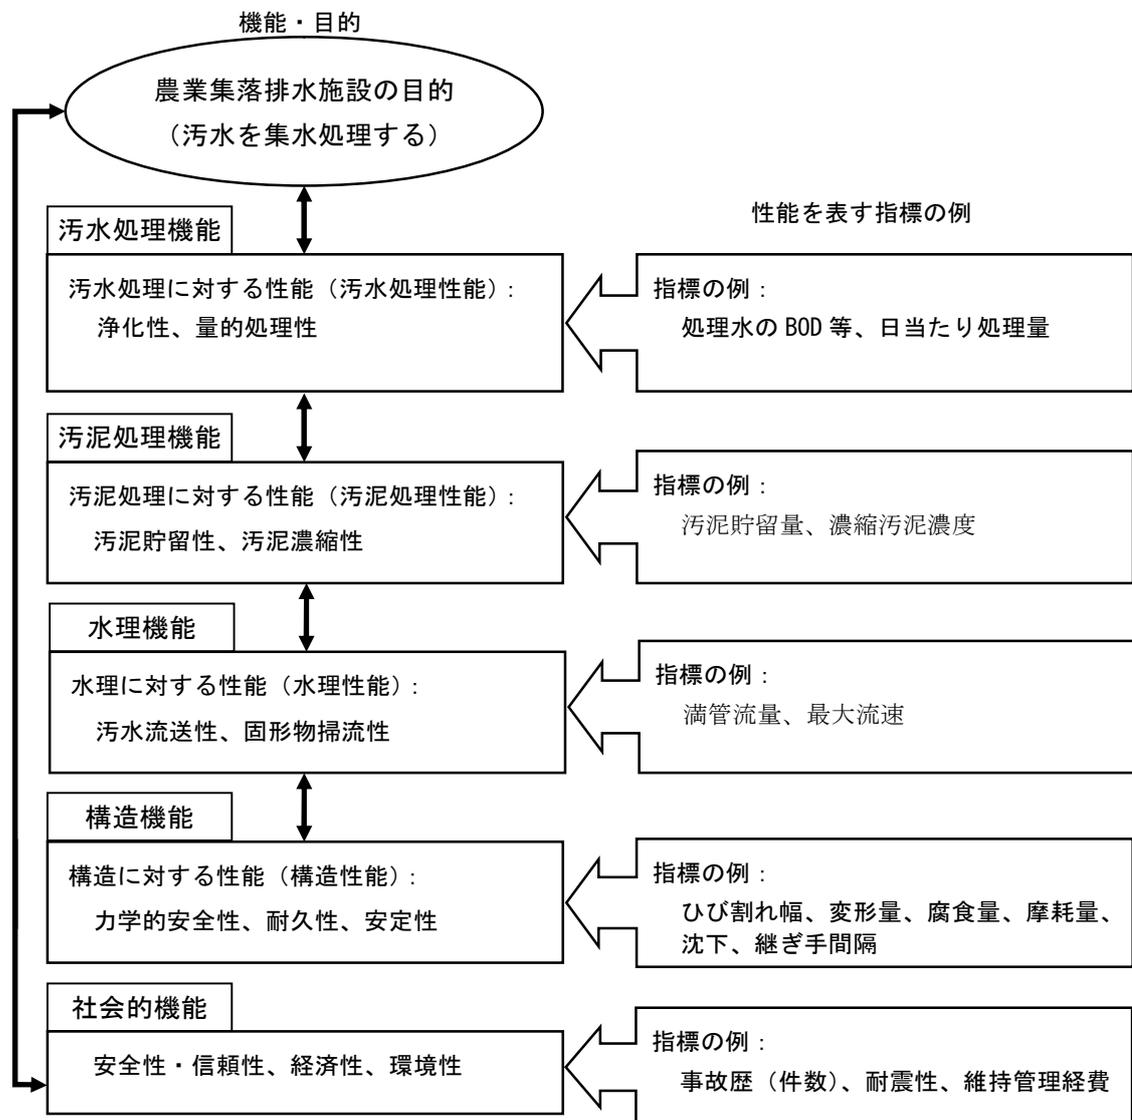 機能・目的
農業集落排水施設の目的
（汚水を集水処理する）
性能を表す指標の例
汚水処理機能
汚水処理に対する性能（汚水処理性能）：
浄化性、量的処理性
指標の例：
処理水の BOD 等、日当たり処理量
汚泥処理機能
汚泥処理に対する性能（汚泥処理性能）：
汚泥貯留性、汚泥濃縮性
指標の例：
汚泥貯留量、濃縮汚泥濃度
水理機能
水理に対する性能（水理性能）：
汚水流送性、固形物掃流性
指標の例：
満管流量、最大流速
構造機能
構造に対する性能（構造性能）：
力学的安全性、耐久性、安定性
指標の例：
ひび割れ幅、変形量、腐食量、摩耗量、
沈下、継ぎ手間隔
社会的機能
安全性・信頼性、経済性、環境性
指標の例：
事故歴（件数）、耐震性、維持管理経費